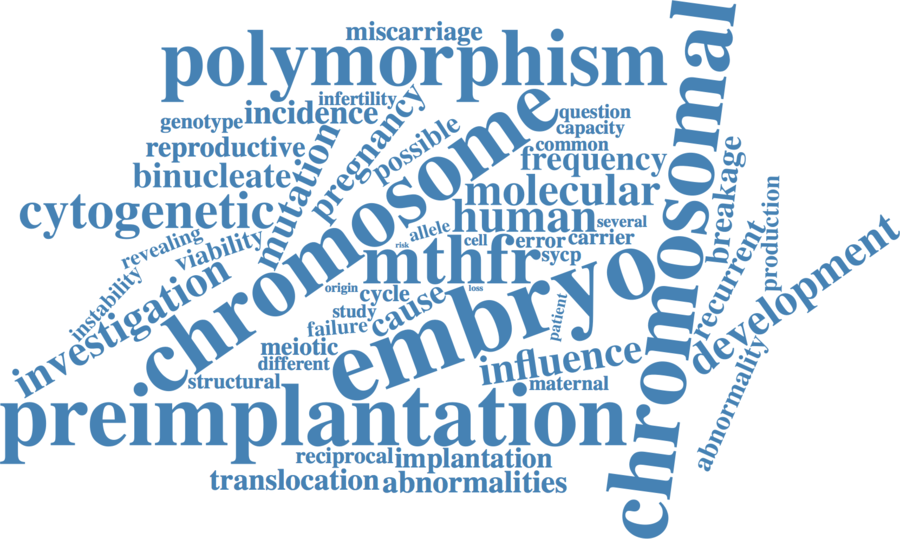 miscarriage
polymorphism
chromosomal
infertility
incidence
genotype
pregnancy
question
capacity
possible
mutation
common
reproductive
frequency
binucleate
chromosome
molecular
breakage
cytogenetic
human
several
production
allele
risk
cell
error
carrier
revealing
viability
mthfr
sycp
recurrent
development
instability
investigation
origin
cycle
loss
embryo
patient
study
failure
cause
meiotic
different
influence
structural
maternal
abnormality
preimplantation
reciprocal
implantation
translocation
abnormalities